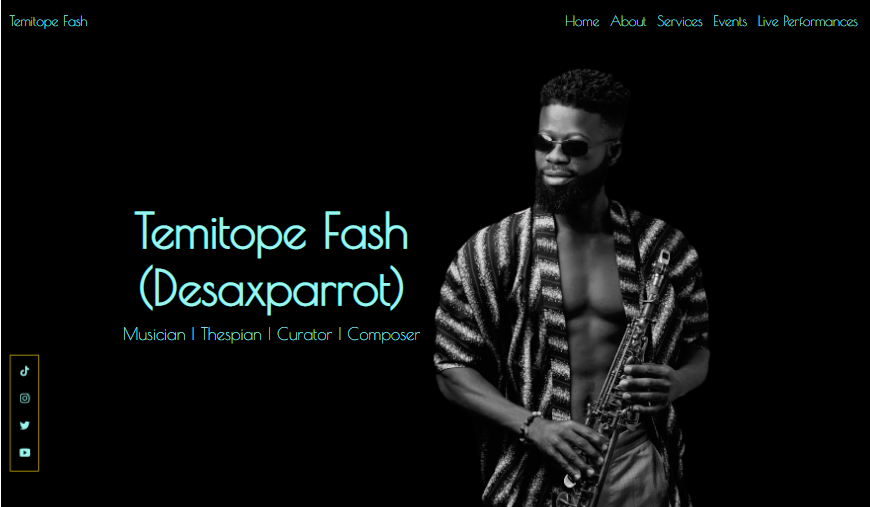 Temitope Fash
Home About Services Events Live Performances
Temitope Fash
(Desaxparrot)
Musician | Thespian | Curator | Composer